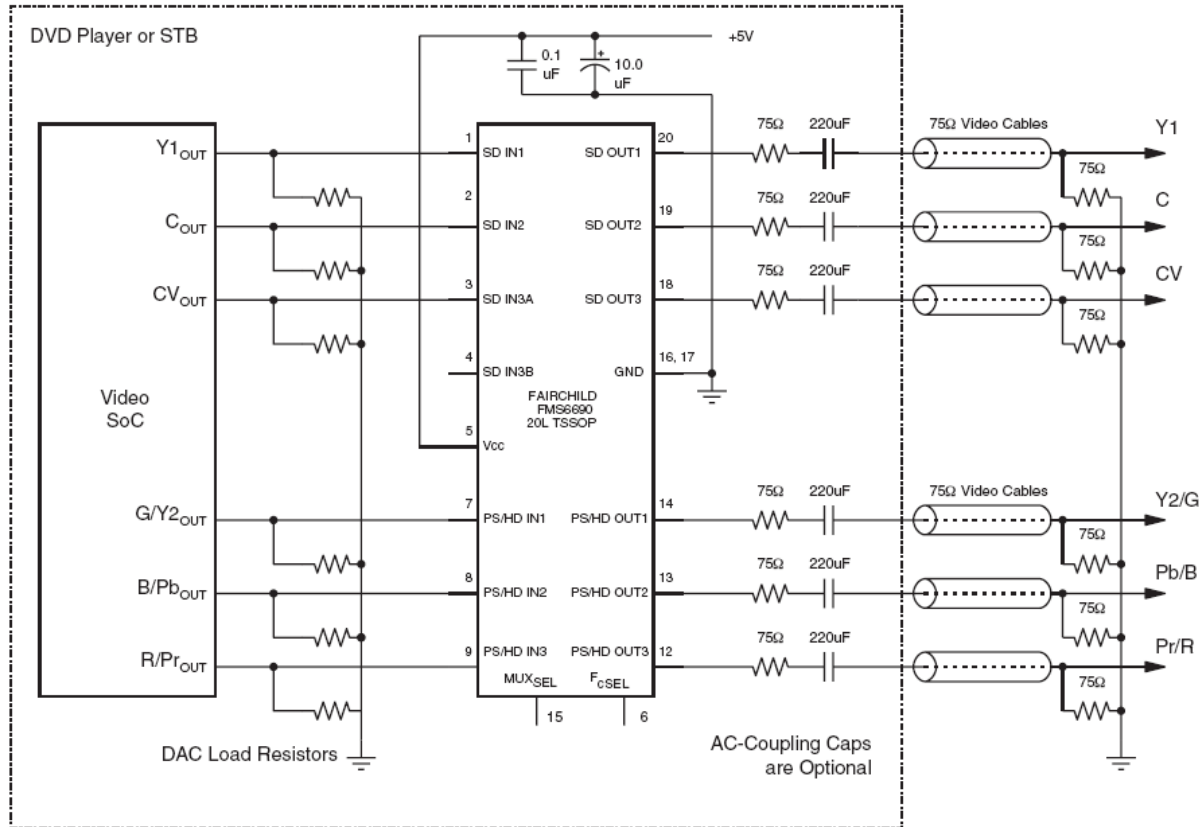 DVD Player or STB
+5V
0.1
uF
+
10.0
uF
Video
SoC
Y1OUT
COUT
CVOUT
G/Y2OUT
B/PbOUT
R/PrOUT
DAC Load Resistors
1
SD IN1
2
SD IN2
3
SD IN3A
4
SD IN3B
5
Vcc
7
PS/HD IN1
8
PS/HD IN2
9
PS/HD IN3
FAIRCHILD
FMS6690
20L TSSOP
MUXSEL
15
FCSEL
6
20
SD OUT1
19
SD OUT2
18
SD OUT3
16, 17
GND
14
PS/HD OUT1
13
PS/HD OUT2
12
PS/HD OUT3
75Ω 220uF
75Ω 220uF
75Ω 220uF
75Ω 220uF
75Ω 220uF
75Ω 220uF
AC-Coupling Caps
are Optional
75Ω Video Cables
Y1
75Ω
C
75Ω
CV
75Ω
75Ω Video Cables
Y2/G
75Ω
Pb/B
75Ω
Pr/R
75Ω